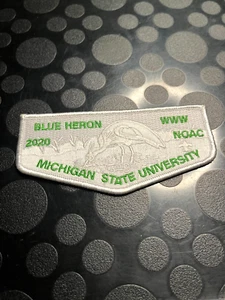 BLUE HERON WWW
2020 NOAC
MICHIGAN STATE UNIVERSITY